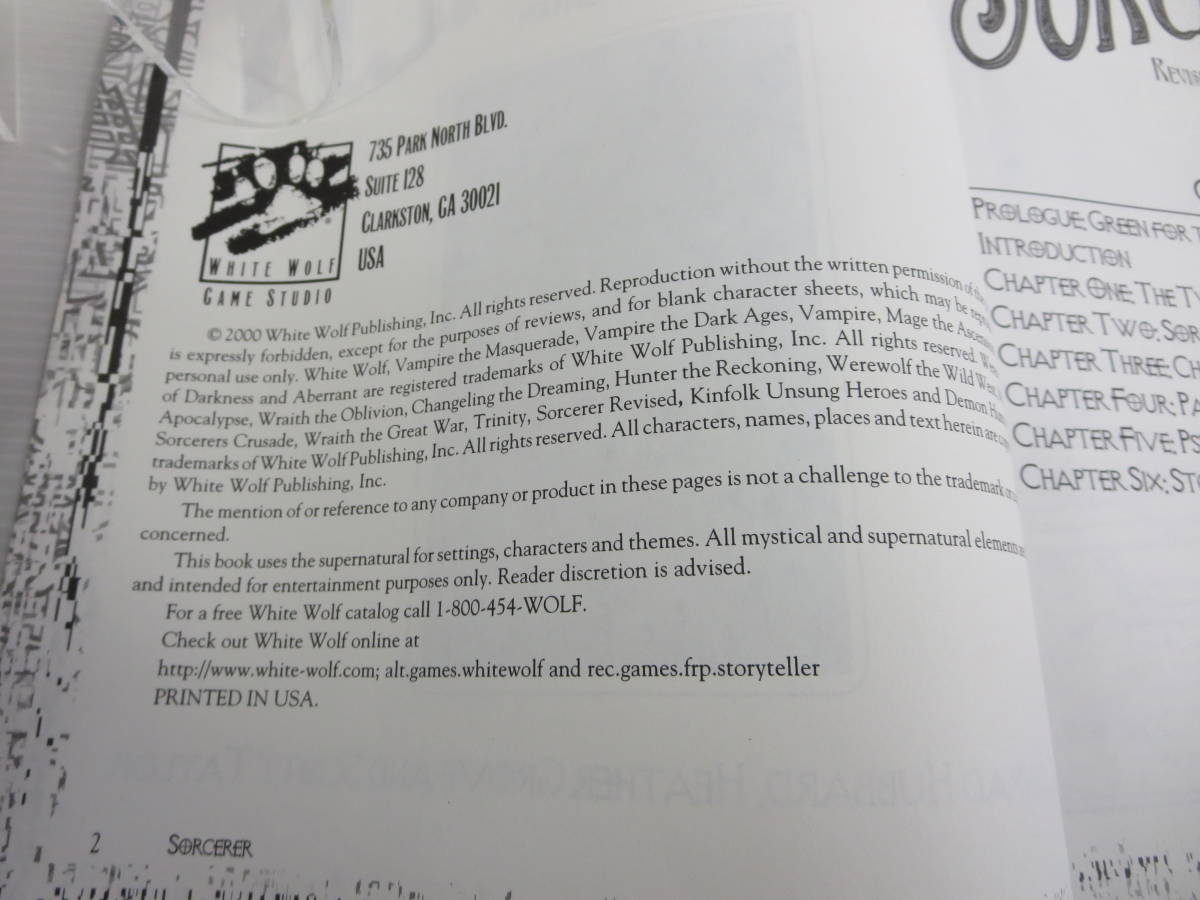 735 PARK NORTH BLVD.
SUITE 128
CLARKSTON, GA 30021
USA
WHITE WOLF
GAME STUDIO
© 2000 White Wolf Publishing, Inc. All rights reserved. Reproduction without the written permission of the
is expressly forbidden, except for the purposes of reviews, and for blank character sheets, which may be
personal use only. White Wolf, Vampire the Masquerade, Vampire the Dark Ages, Vampire, Mage the
of Darkness and Aberrant are registered trademarks of White Wolf Publishing, Inc. All rights reserved.
Apocalypse, Wraith the Oblivion, Changeling the Dreaming, Hunter the Reckoning, Werewolf the Wild West,
Sorcerers Crusade, Wraith the Great War, Trinity, Sorcerer Revised, Kinfolk Unsung Heroes and Demon
trademarks of White Wolf Publishing, Inc. All rights reserved. All characters, names, places and text herein are
by White Wolf Publishing, Inc.
The mention of or reference to any company or product in these pages is not a challenge to the trademark
concerned.
This book uses the supernatural for settings, characters and themes. All mystical and supernatural elements
and intended for entertainment purposes only. Reader discretion is advised.
For a free White Wolf catalog call 1-800-454-WOLF.
Check out White Wolf online at
http://www.white-wolf.com; alt.games.whitewolf and rec.games.frp.storyteller
PRINTED IN USA.
2 SORCERER
PROLOGUE: GREEN FOR
INTRODUCTION
CHAPTER ONE: THE
CHAPTER TWO:
CHAPTER THREE:
CHAPTER FOUR:
CHAPTER FIVE:
CHAPTER SIX: